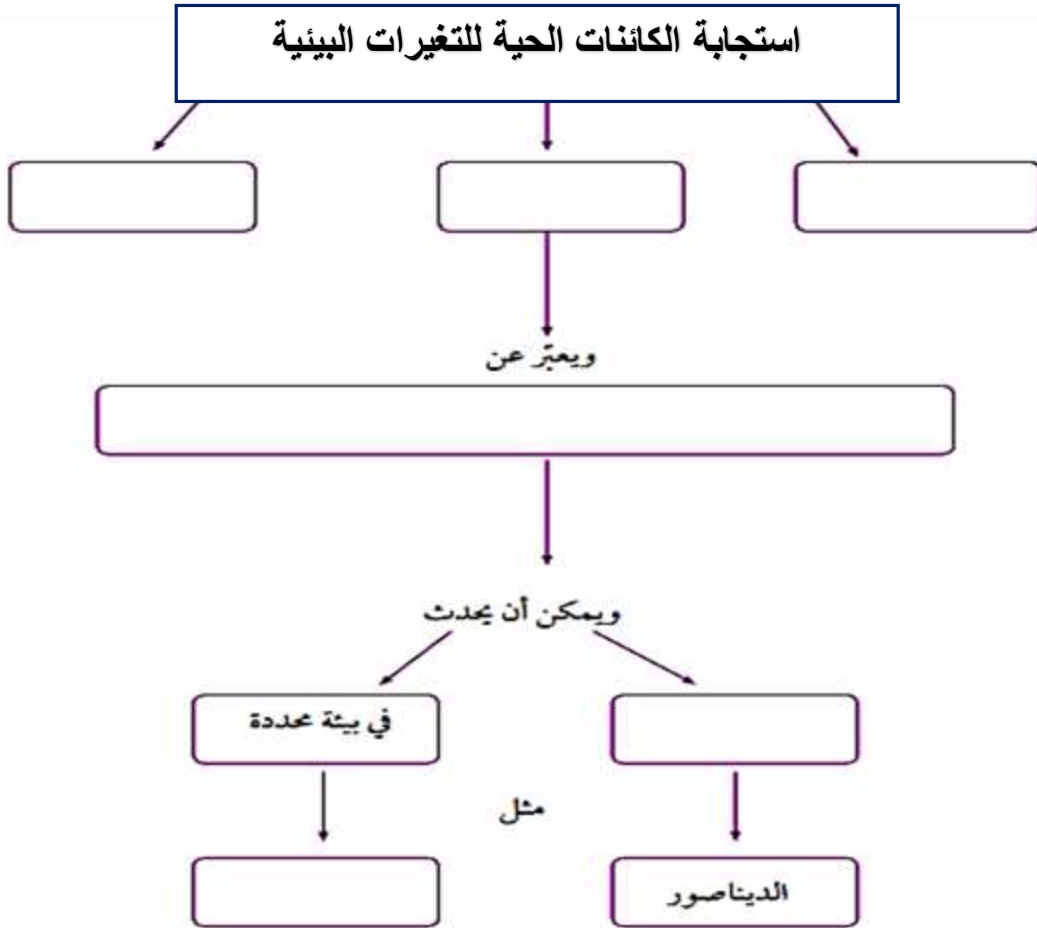 استجابة الكائنات الحية للتغيرات البيئية
ويعبّر عن
ويمكن أن يحدث
في بيئة محددة
مثل
الديناصور